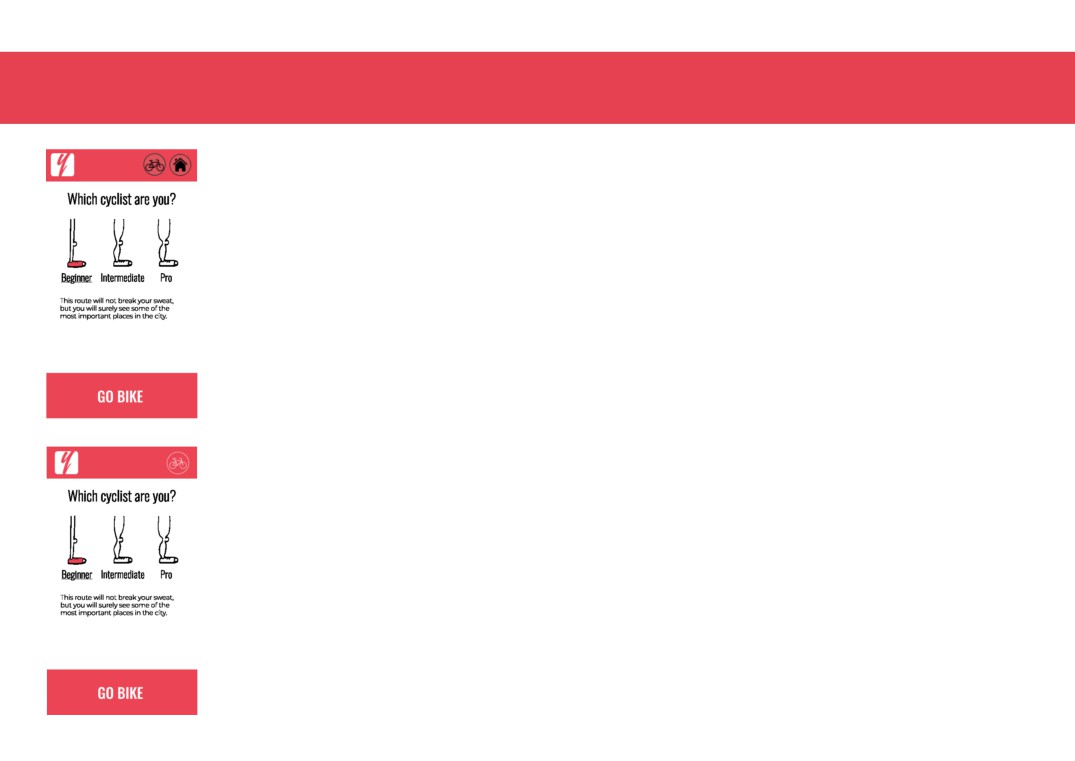 Which cyclist are you?
Beginner Intermediate Pro
This route will not break your sweat,
but you will surely see some of the
most important places in the city.
GO BIKE
Which cyclist are you?
Beginner Intermediate Pro
This route will not break your sweat,
but you will surely see some of the
most important places in the city.
GO BIKE